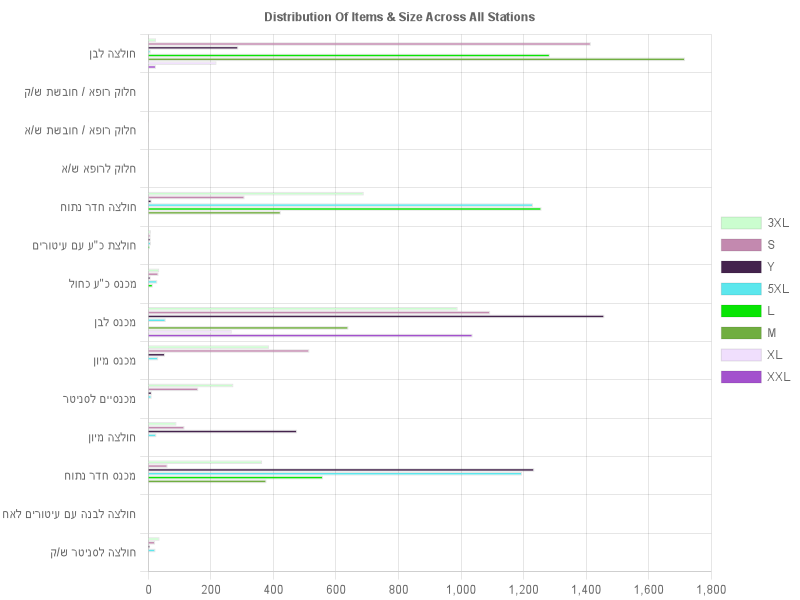 Distribution Of Items & Size Across All Stations
חולצה לבן
חלוק רופא / חובשת ש/ק
חלוק רופא / חובשת ש/א
חלוק לרופא ש/א
חולצה חדר נתוח
חולצת כ"ע עם עיטורים
מכנס כ"ע כחול
מכנס לבן
מכנס מיון
מכנסיים לסניטר
חולצה מיון
מכנס חדר נתוח
חולצה לבנה עם עיטורים לאח
חולצה לסניטר ש/ק
0 200 400 600 800 1,000 1,200 1,400 1,600 1,800
3XL
S
Y
5XL
L
M
XL
XXL